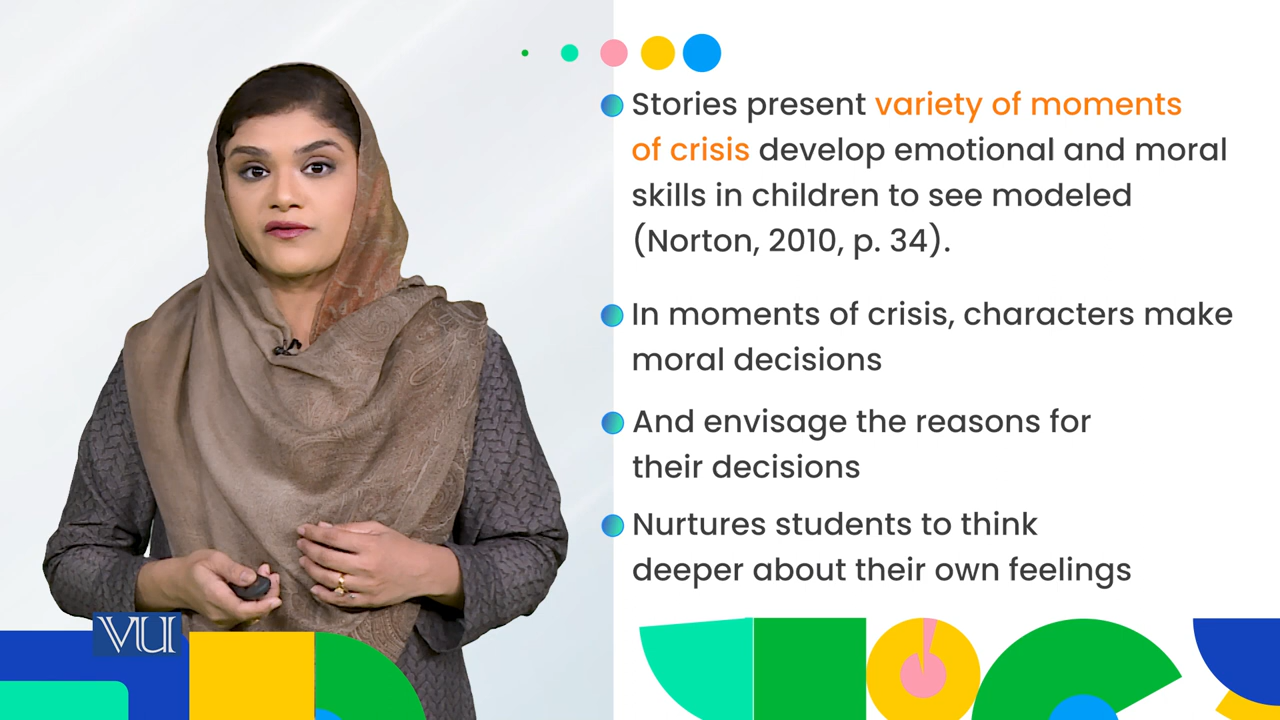 Stories present variety of moments
of crisis develop emotional and moral
skills in children to see modeled
(Norton, 2010, p. 34).
In moments of crisis, characters make
moral decisions
And envisage the reasons for
their decisions
Nurtures students to think
deeper about their own feelings
VU